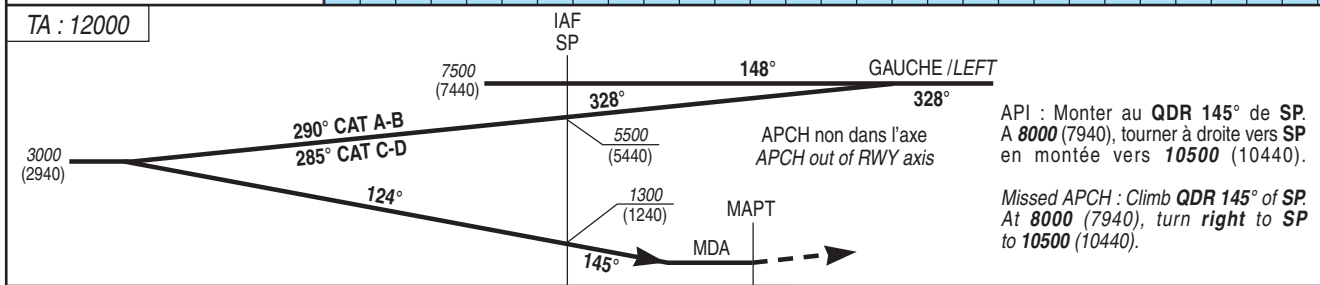 TA : 12000
IAF
SP
7500
(7440)
148°
GAUCHE /LEFT
328°
328°
290° CAT A-B
285° CAT C-D
5500
(5440)
APCH non dans l'axe
APCH out of RWY axis
3000
(2940)
124°
1300
(1240)
MAPT
MDA
145°
API : Monter au QDR 145° de SP.
A 8000 (7940), tourner à droite vers SP
en montée vers 10500 (10440).
Missed APCH : Climb QDR 145° of SP.
At 8000 (7940), turn right to SP
to 10500 (10440).